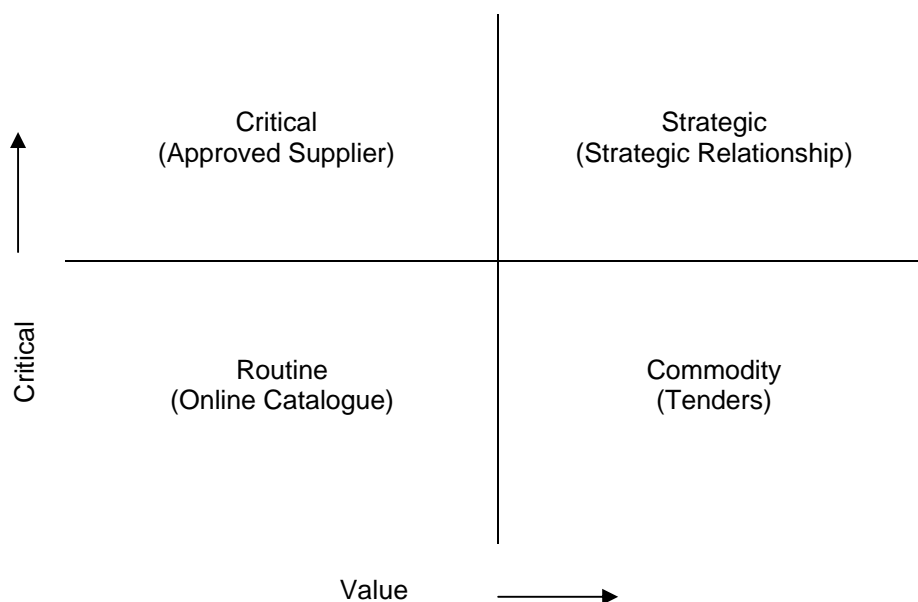 Critical
(Approved Supplier)
Strategic
(Strategic Relationship)
Critical
Routine
(Online Catalogue)
Commodity
(Tenders)
Value